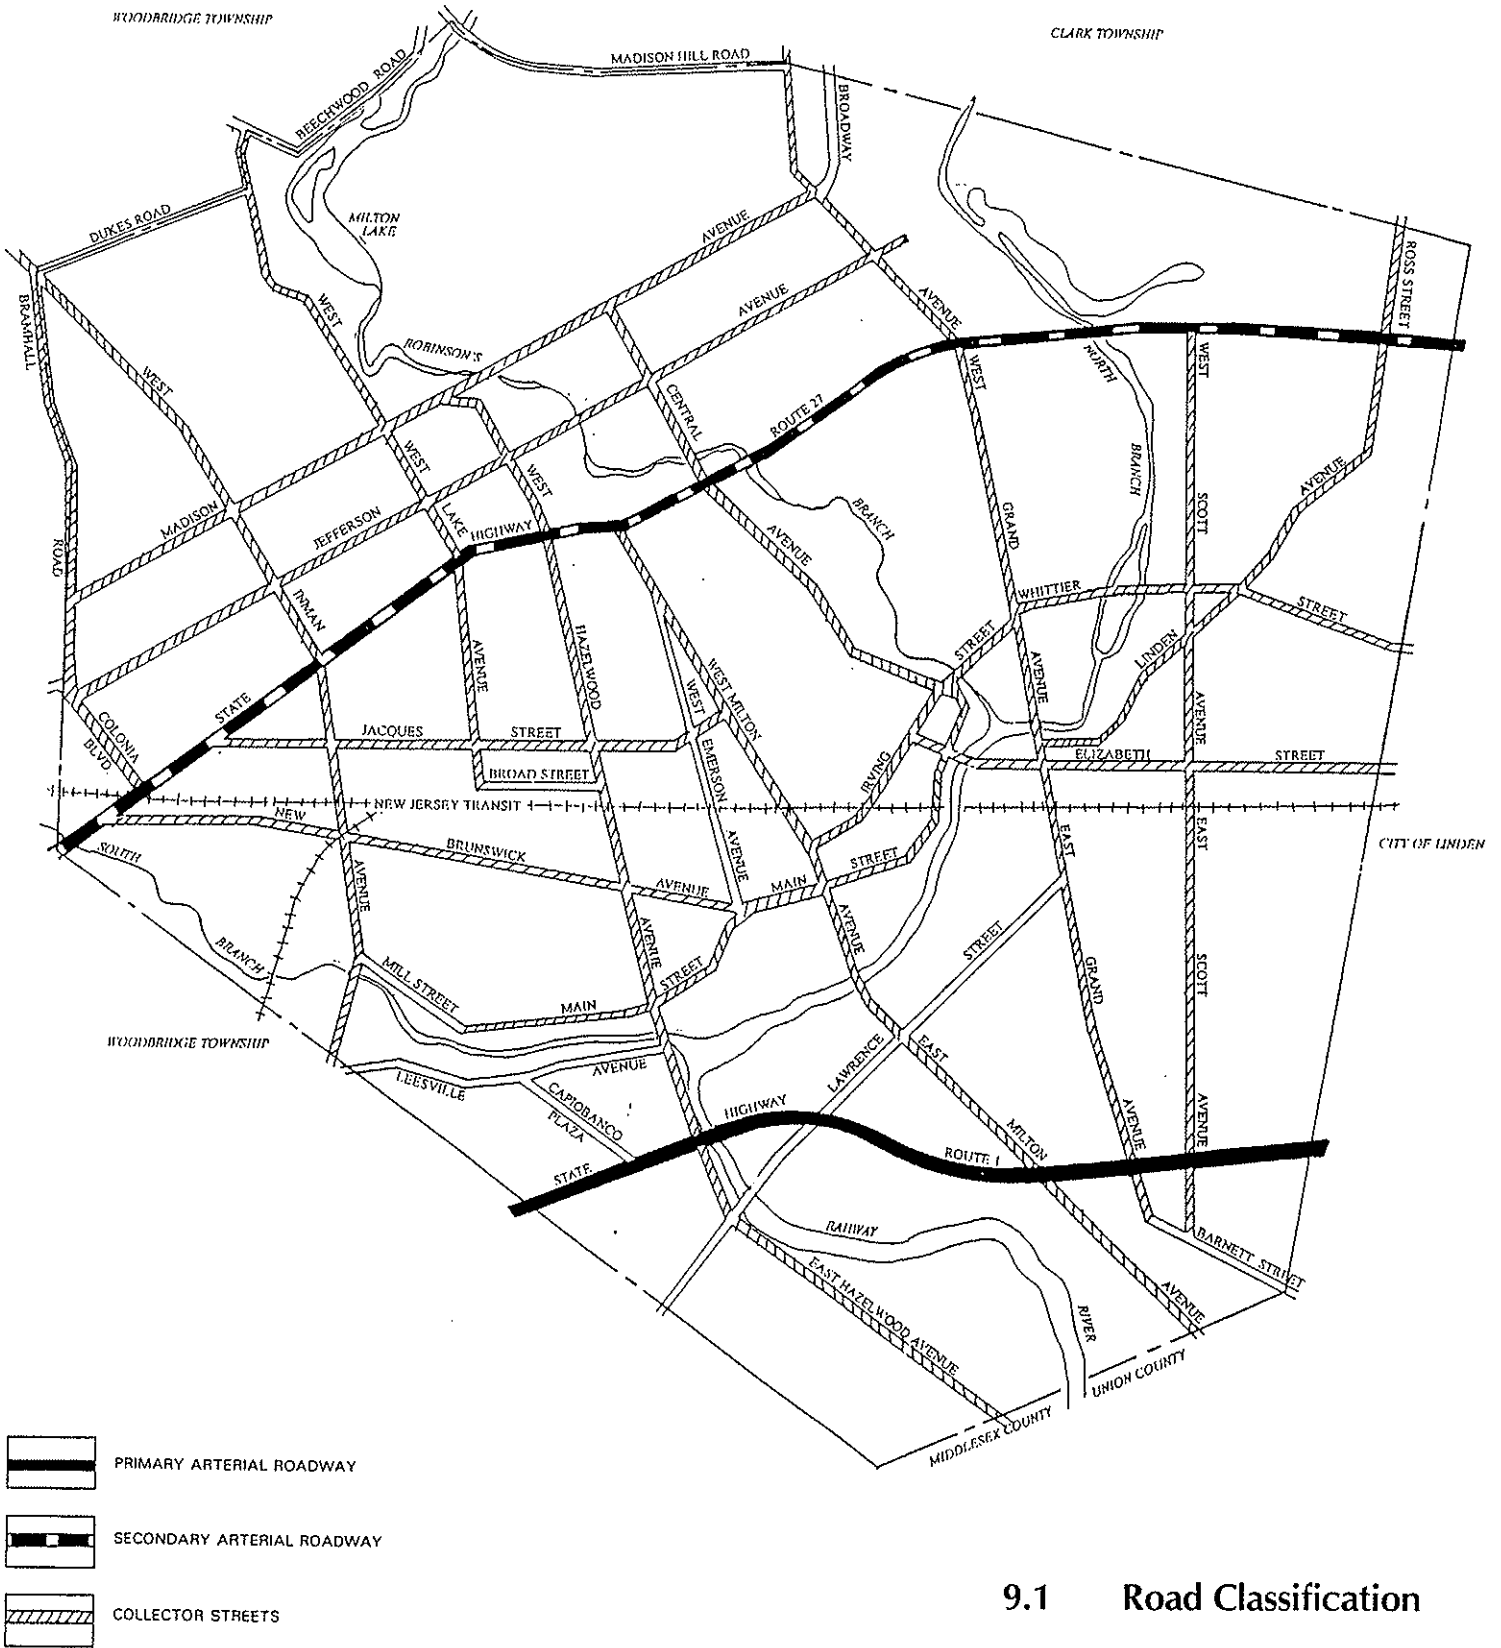 WOODBRIDGE TOWNSHIP
CLARK TOWNSHIP
MADISON HILL ROAD
BEECHWOOD ROAD
BROADWAY
DUKES ROAD
MILTON
LAKE
AVENUE
AVENUE
AVENUE
ROSS STREET
BRAMHALL
WEST
WEST
ROBINSON'S
NORTH
WEST
WEST
CENTRAL
ROUTE 27
WEST
WEST
BRANCH
AVENUE
MADISON
JEFFERSON
LAKE
HIGHWAY
AVENUE
BRANCH
GRAND
SCOTT
ROAD
INMAN
WHITTIER
STREET
HAZELWOOD
AVENUE
WEST MILTON
WEST
STREET
AVENUE
LINDEN
AVENUE
STATE
COLONIA
BLVD.
JACQUES
STREET
BROAD STREET
EMERSON
IRVING
ELIZABETH
STREET
NEW JERSEY TRANSIT
NEW
BRUNSWICK
AVENUE
AVENUE
MAIN
STREET
EAST
EAST
CITY OF LINDEN
SOUTH
BRANCH
AVENUE
AVENUE
AVENUE
STREET
MILL STREET
MAIN
STREET
GRAND
SCOTT
WOODBRIDGE TOWNSHIP
LEESVILLE
AVENUE
CAPIOBANCO
PLAZA
LAWRENCE
EAST
MILTON
AVENUE
AVENUE
HIGHWAY
STATE
ROUTE 1
RAHWAY
RIVER
BARNETT STREET
EAST HAZELWOOD AVENUE
AVENUE
UNION COUNTY
MIDDLESEX COUNTY
PRIMARY ARTERIAL ROADWAY
SECONDARY ARTERIAL ROADWAY
COLLECTOR STREETS
9.1 Road Classification